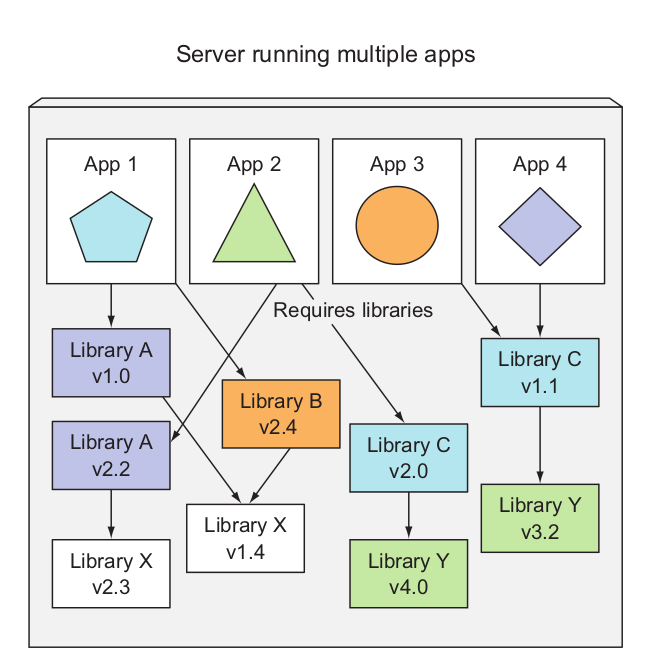 Server running multiple apps
App 1
App 2
App 3
App 4
Requires libraries
Library A
v1.0
Library C
v1.1
Library B
v2.4
Library A
v2.2
Library C
v2.0
Library X
v1.4
Library Y
v3.2
Library X
v2.3
Library Y
v4.0